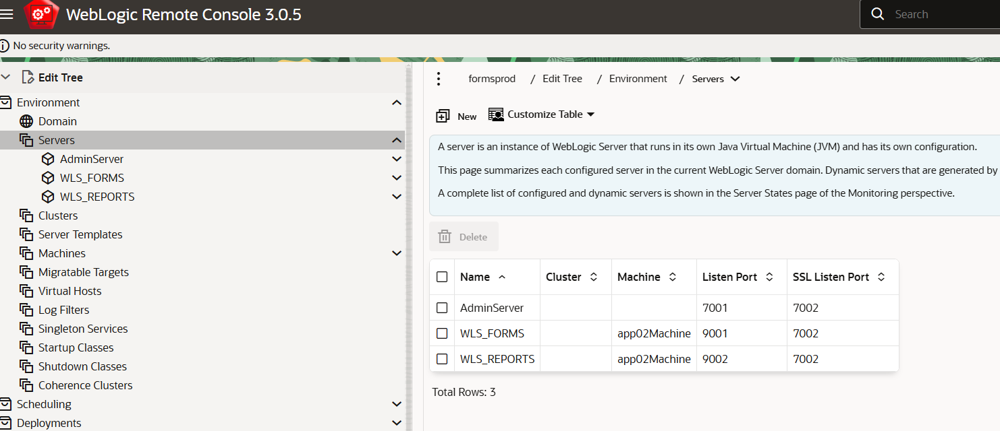 WebLogic Remote Console 3.0.5
Search
No security warnings.
Edit Tree
Environment
Domain
Servers
AdminServer
WLS_FORMS
WLS_REPORTS
Clusters
Server Templates
Machines
Migratable Targets
Virtual Hosts
Log Filters
Singleton Services
Startup Classes
Shutdown Classes
Coherence Clusters
Scheduling
Deployments
formsprod / Edit Tree / Environment / Servers
New Customize Table
A server is an instance of WebLogic Server that runs in its own Java Virtual Machine (JVM) and has its own configuration.
This page summarizes each configured server in the current WebLogic Server domain. Dynamic servers that are generated by
A complete list of configured and dynamic servers is shown in the Server States page of the Monitoring perspective.
Delete
Name Cluster Machine Listen Port SSL Listen Port
AdminServer 7001 7002
WLS_FORMS app02Machine 9001 7002
WLS_REPORTS app02Machine 9002 7002
Total Rows: 3